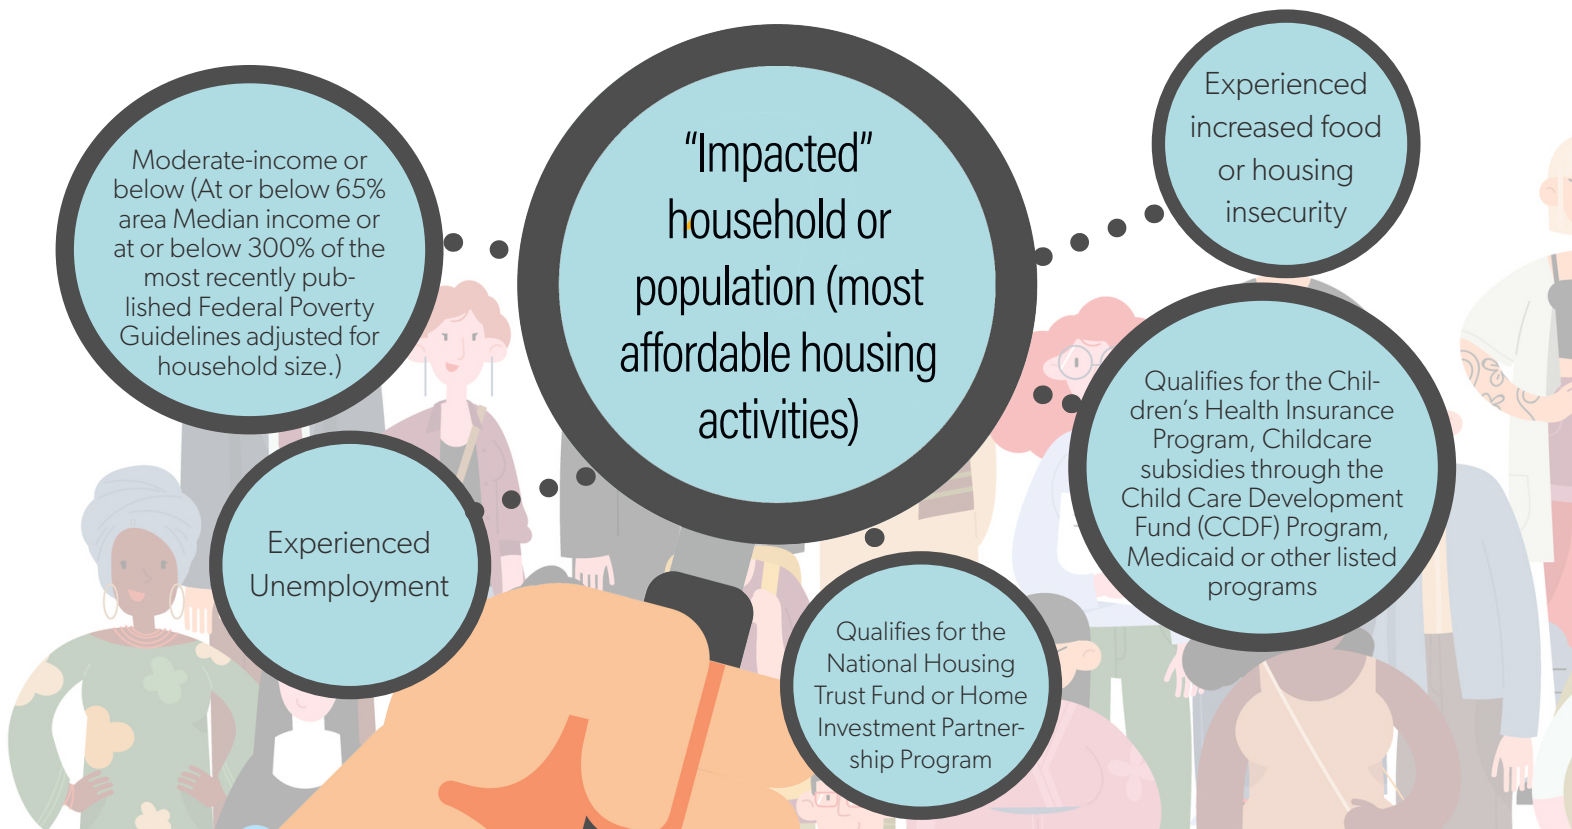 "Impacted"
household or
population (most
affordable housing
activities)
Moderate-income or
below (At or below 65%
area Median income or
at or below 300% of the
most recently pub-
lished Federal Poverty
Guidelines adjusted for
household size.)
Experienced
Unemployment
Experienced
increased food
or housing
insecurity
Qualifies for the Chil-
dren's Health Insurance
Program, Childcare
subsidies through the
Child Care Development
Fund (CCDF) Program,
Medicaid or other listed
programs
Qualifies for the
National Housing
Trust Fund or Home
Investment Partner-
ship Program